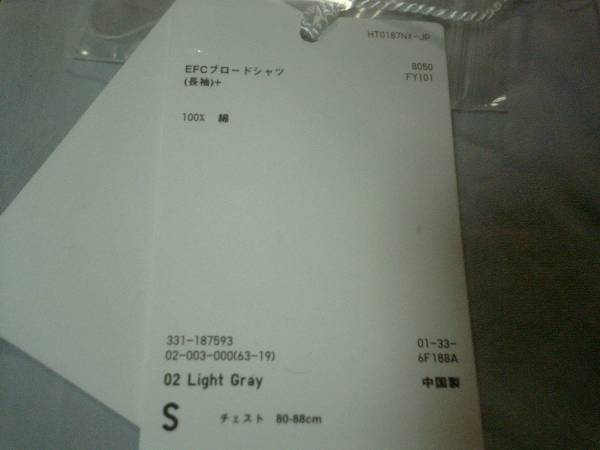 HTD187NX-JP
EFCブロードシャツ 8050
(長袖)+ FY101
100% 綿
331-187593 01-33-
02-003-000(63-19) 6F188A
02 Light Gray 中国製
S チェスト 80-88cm